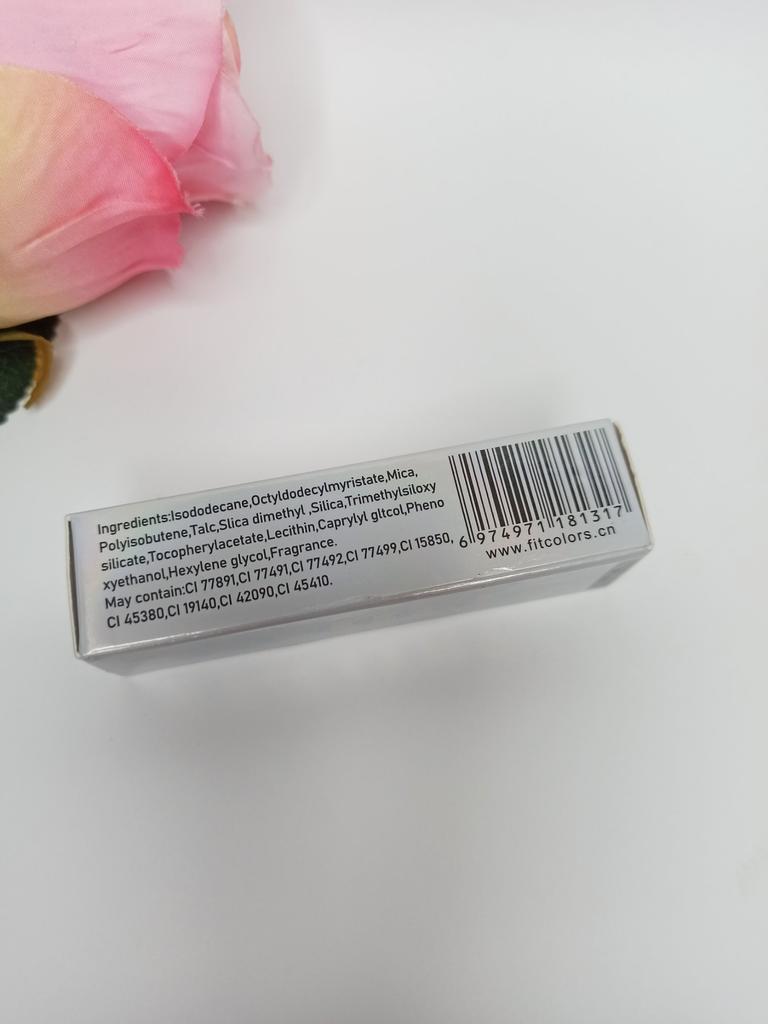 Ingredients:Isododecane,Octyldodecylmyristate,Mica,
Polyisobutene,Talc,Slica dimethyl ,Silica,Trimethylsiloxy
silicate,Tocopherylacetate,Lecithin,Caprylyl gltcol,Pheno
xyethanol,Hexylene glycol,Fragrance.
May contain:CI 77891,CI 77491,CI 77492,CI 77499,CI 15850,
CI 45380,CI 19140,CI 42090,CI 45410.
6 974971 181317
www.fitcolors.cn